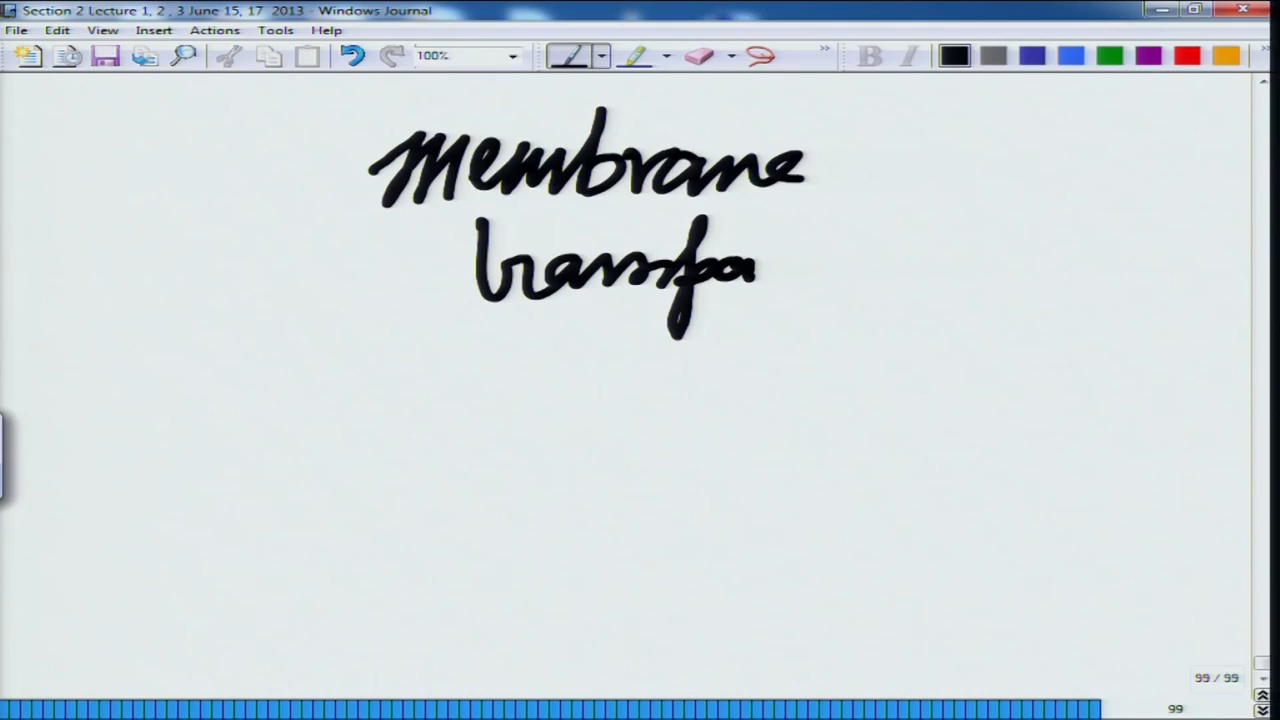 Section 2 Lecture 1, 2 , 3 June 15, 17 2013 - Windows Journal
File Edit View Insert Actions Tools Help
100% B I
membrane
transpo
99 / 99
99